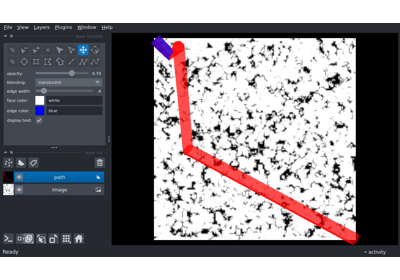 File View Layers Plugins Window Help
opacity: 0.70
blending: translucent
edge width:
face color: white
edge color: blue
display text:
path
image
Ready
activity